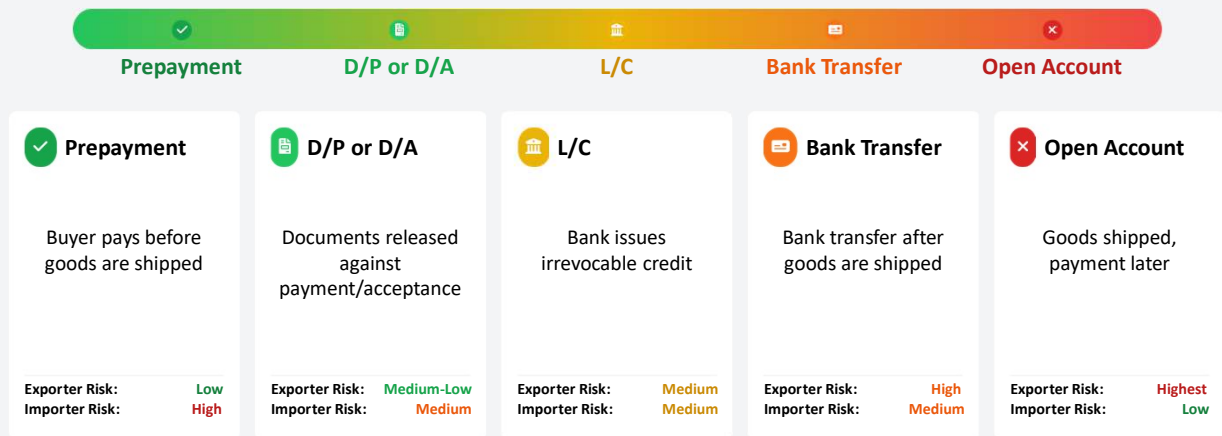 Prepayment
D/P or D/A
L/C
Bank Transfer
Open Account
Prepayment
Buyer pays before
goods are shipped
Exporter Risk: Low
Importer Risk: High
D/P or D/A
Documents released
against
payment/acceptance
Exporter Risk: Medium-Low
Importer Risk: Medium
L/C
Bank issues
irrevocable credit
Exporter Risk: Medium
Importer Risk: Medium
Bank Transfer
Bank transfer after
goods are shipped
Exporter Risk: High
Importer Risk: Medium
Open Account
Goods shipped,
payment later
Exporter Risk: Highest
Importer Risk: Low